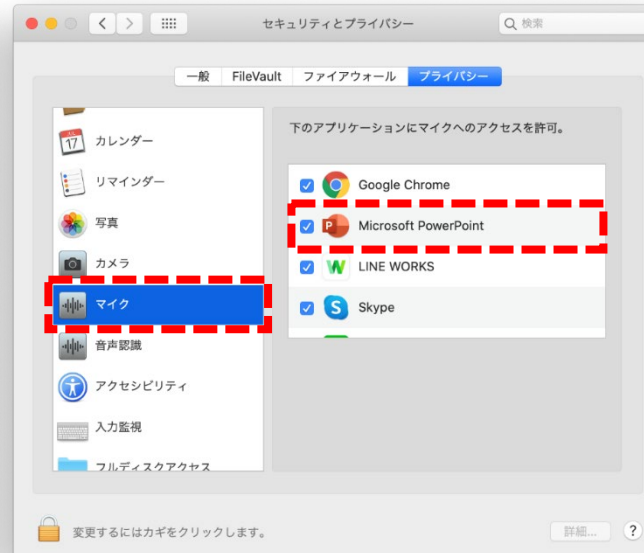 セキュリティとプライバシー
検索
一般
FileVault
ファイアウォール
プライバシー
17
カレンダー
リマインダー
写真
カメラ
マイク
音声認識
アクセシビリティ
入力監視
フルディスクアクセス
下のアプリケーションにマイクへのアクセスを許可。
Google Chrome
Microsoft PowerPoint
LINE WORKS
Skype
変更するにはカギをクリックします。
詳細...
?